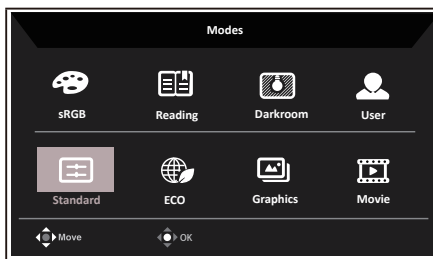 Modes
sRGB Reading Darkroom User
Standard ECO Graphics Movie
Move OK